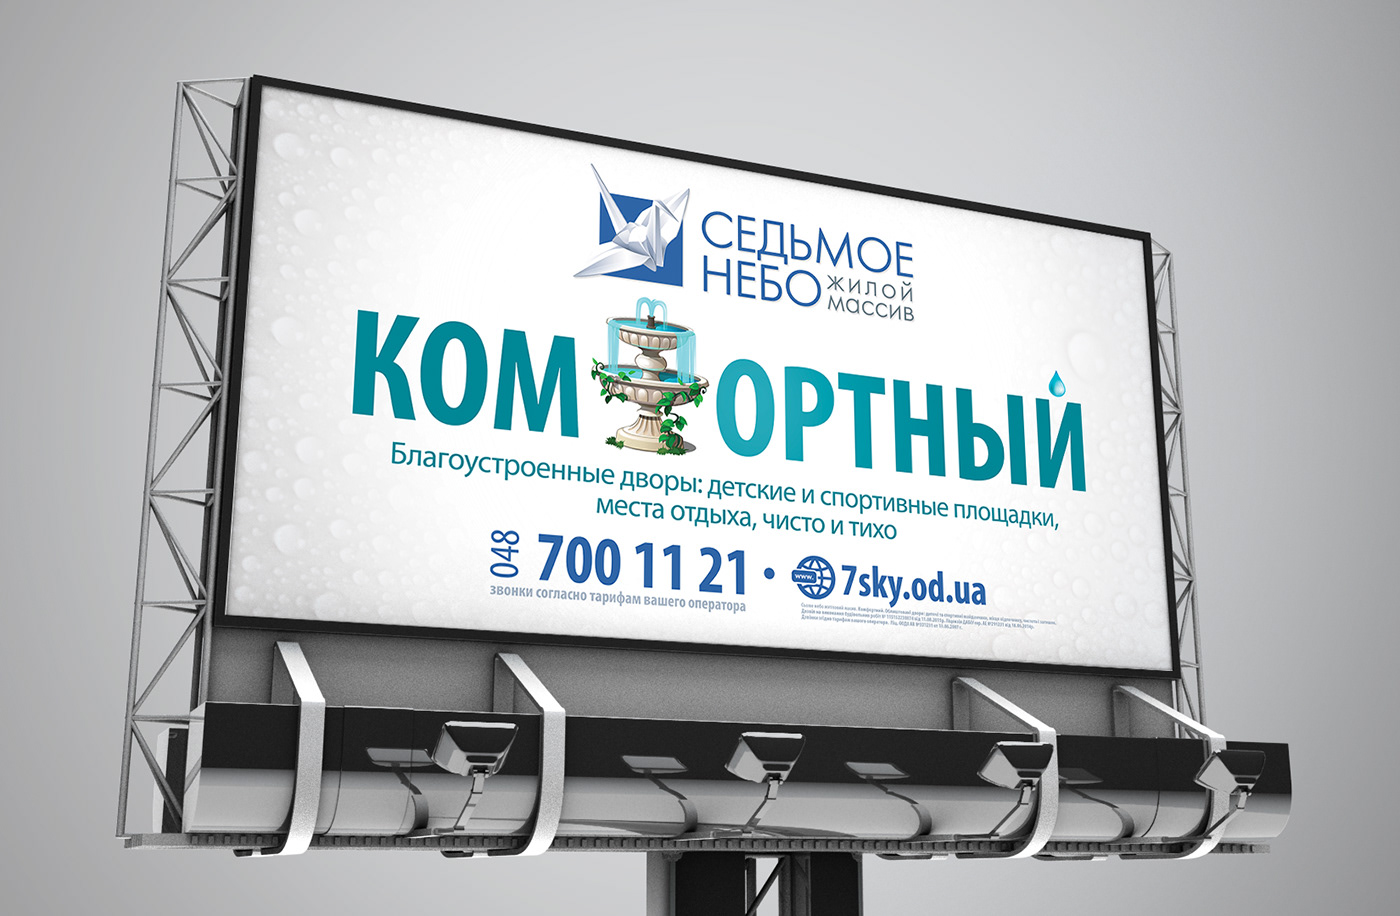 СЕДЬМОЕ
НЕБО
ЖИЛОЙ
МАССИВ
КОМ ОРТНЫЙ
Благоустроенные дворы: детские и спортивные площадки,
места отдыха, чисто и тихо
048 700 11 21 • www. 7sky.od.ua
звонки согласно тарифам вашего оператора